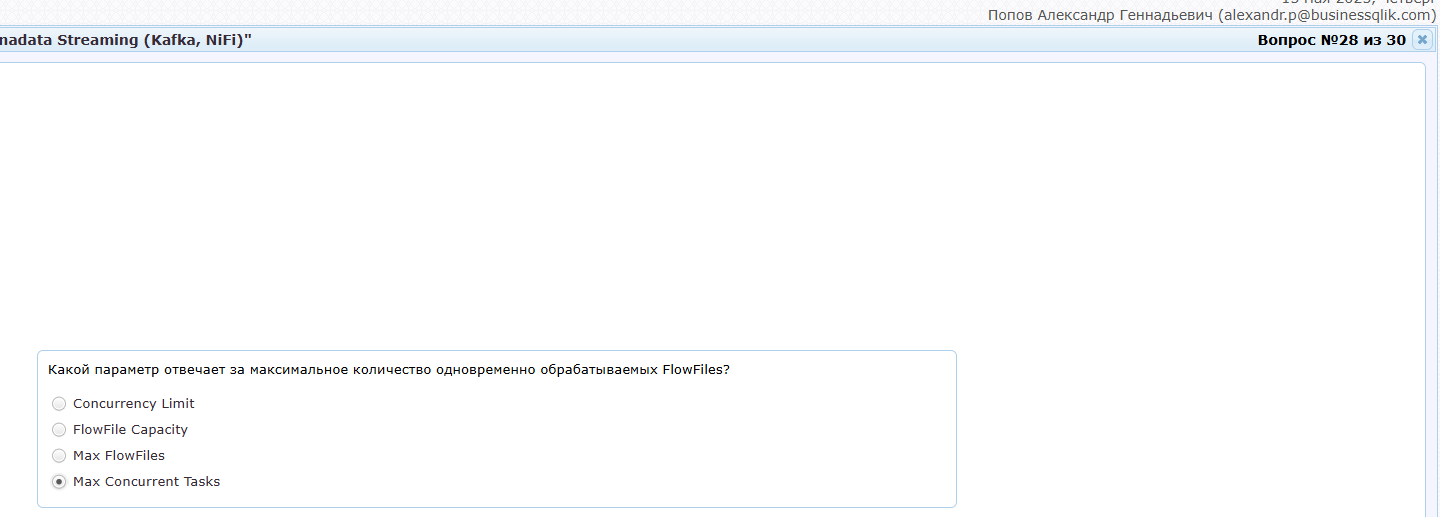 Попов Александр Геннадьевич (alexandr.p@businessqlik.com)
nadata Streaming (Kafka, NiFi)"
Вопрос №28 из 30
Какой параметр отвечает за максимальное количество одновременно обрабатываемых FlowFiles?
Concurrency Limit
FlowFile Capacity
Max FlowFiles
Max Concurrent Tasks